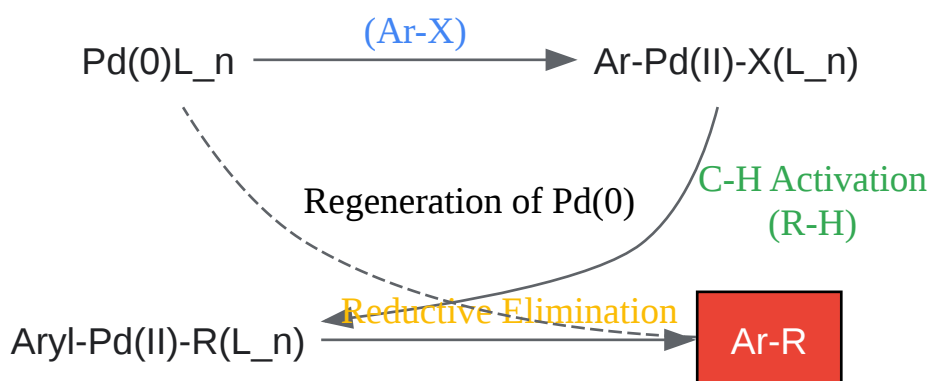 (Ar-X)
Pd(0)L_n
Ar-Pd(II)-X(L_n)
C-H Activation
(R-H)
Regeneration of Pd(0)
Reductive Elimination
Aryl-Pd(II)-R(L_n)
Ar-R